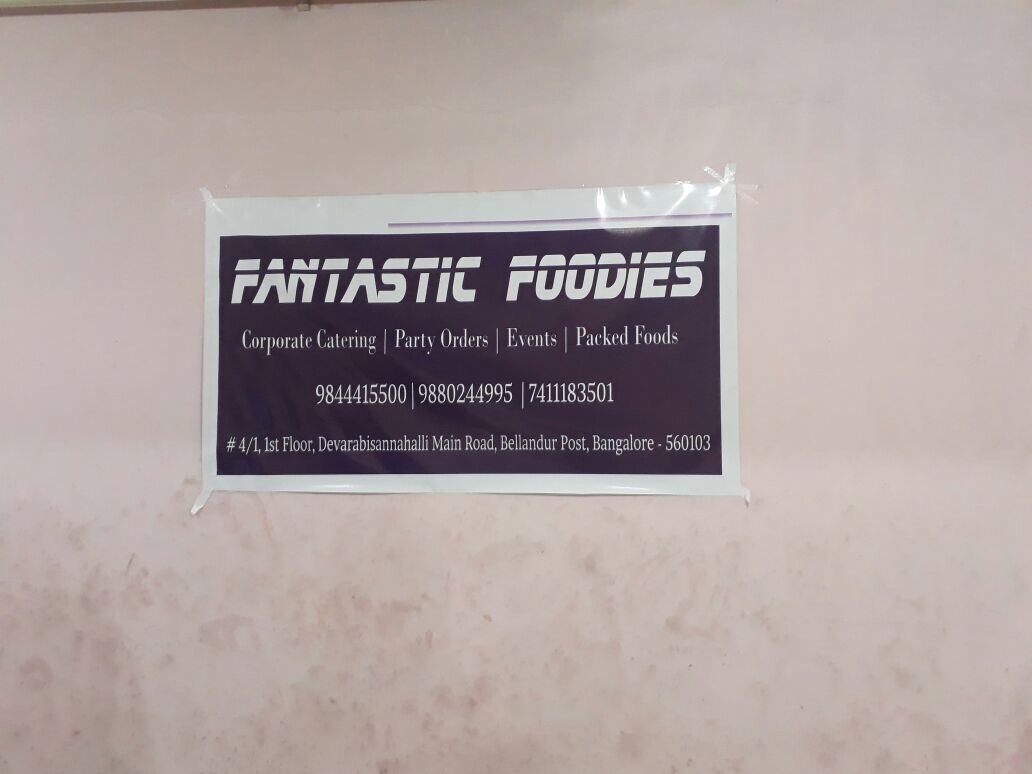 FANTASTIC FOODIES
Corporate Catering | Party Orders | Events | Packed Foods
9844415500 | 9880244995 | 7411183501
# 4/1, 1st Floor, Devarabisannahalli Main Road, Bellandur Post, Bangalore - 560103